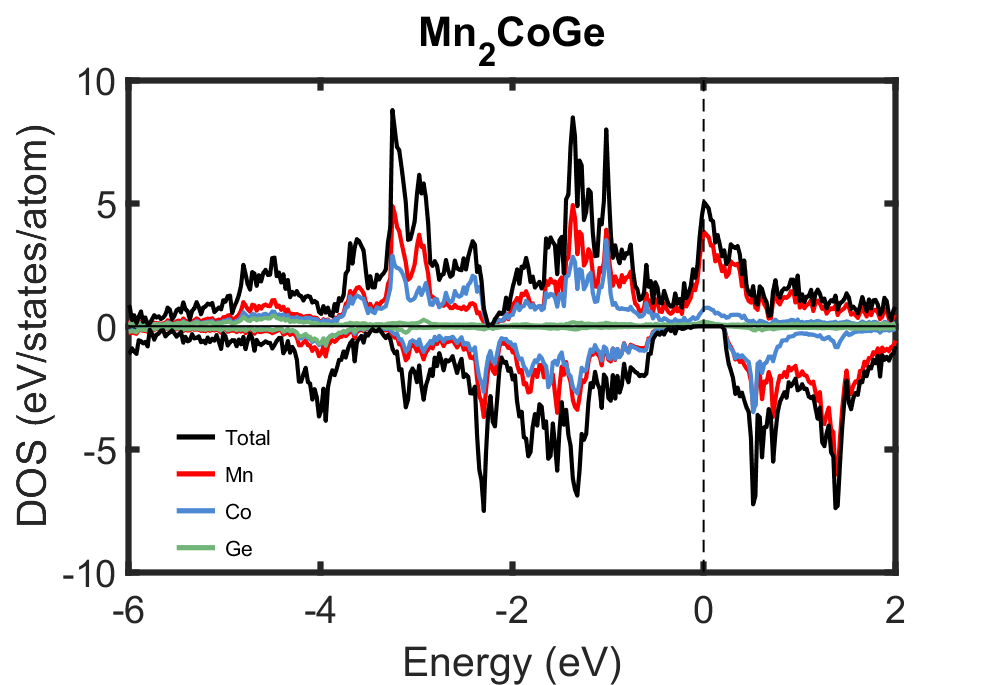 Mn₂CoGe
10
5
0
-5
-10
DOS (eV/states/atom)
Total
Mn
Co
Ge
-6 -4 -2 0 2
Energy (eV)